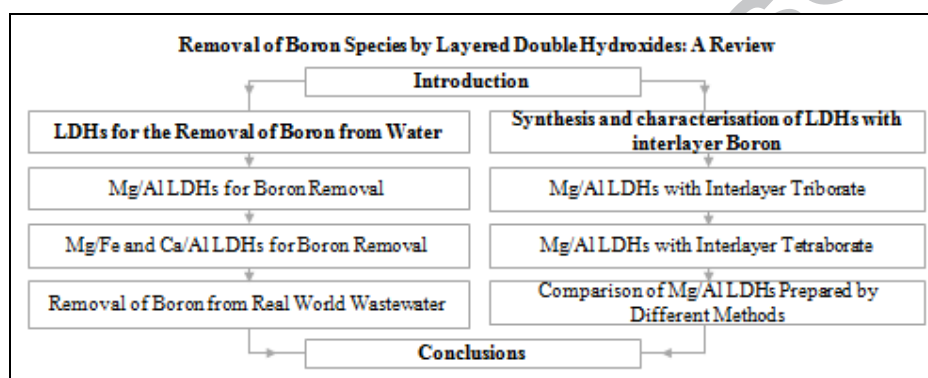 Removal of Boron Species by Layered Double Hydroxides: A Review
Introduction
LDHs for the Removal of Boron from Water
Mg/Al LDHs for Boron Removal
Mg/Fe and Ca/Al LDHs for Boron Removal
Removal of Boron from Real World Wastewater
Synthesis and characterisation of LDHs with
interlayer Boron
Mg/Al LDHs with Interlayer Triborate
Mg/Al LDHs with Interlayer Tetraborate
Comparison of Mg/Al LDHs Prepared by
Different Methods
Conclusions